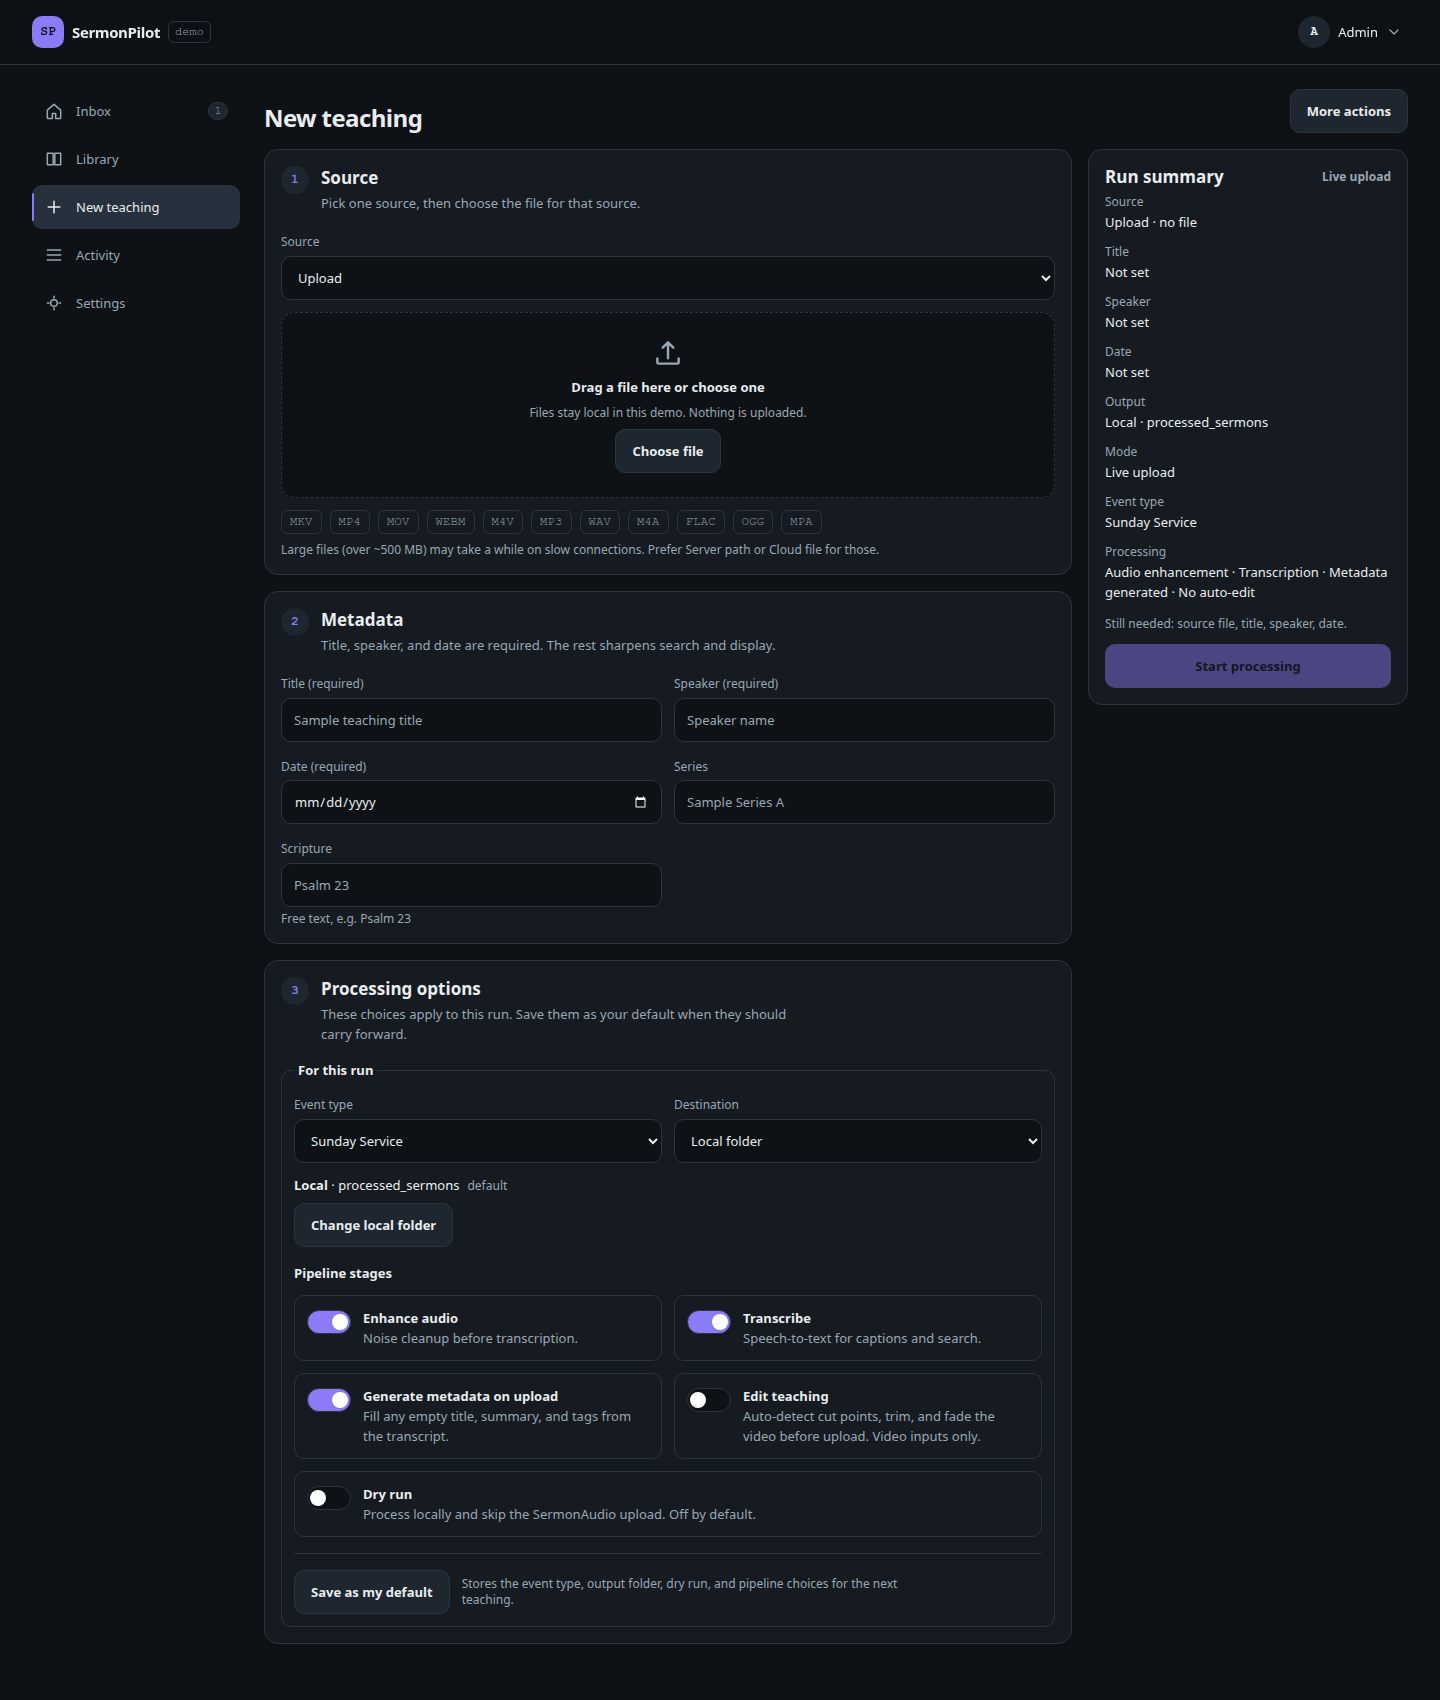 SP SermonPilot demo
A Admin
Inbox 1
Library
New teaching
Activity
Settings
New teaching
More actions
1 Source
Pick one source, then choose the file for that source.
Source
Upload
Drag a file here or choose one
Files stay local in this demo. Nothing is uploaded.
Choose file
MKV MP4 MOV WEBM M4V MP3 WAV M4A FLAC OGG MPA
Large files (over ~500 MB) may take a while on slow connections. Prefer Server path or Cloud file for those.
2 Metadata
Title, speaker, and date are required. The rest sharpens search and display.
Title (required) Speaker (required)
Sample teaching title Speaker name
Date (required) Series
mm/dd/yyyy Sample Series A
Scripture
Psalm 23
Free text, e.g. Psalm 23
3 Processing options
These choices apply to this run. Save them as your default when they should
carry forward.
For this run
Event type Destination
Sunday Service Local folder
Local · processed_sermons default
Change local folder
Pipeline stages
Enhance audio
Noise cleanup before transcription.
Transcribe
Speech-to-text for captions and search.
Generate metadata on upload
Fill any empty title, summary, and tags from
the transcript.
Edit teaching
Auto-detect cut points, trim, and fade the
video before upload. Video inputs only.
Dry run
Process locally and skip the SermonAudio upload. Off by default.
Save as my default
Stores the event type, output folder, dry run, and pipeline choices for the next
teaching.
Run summary Live upload
Source
Upload · no file
Title
Not set
Speaker
Not set
Date
Not set
Output
Local · processed_sermons
Mode
Live upload
Event type
Sunday Service
Processing
Audio enhancement · Transcription · Metadata
generated · No auto-edit
Still needed: source file, title, speaker, date.
Start processing